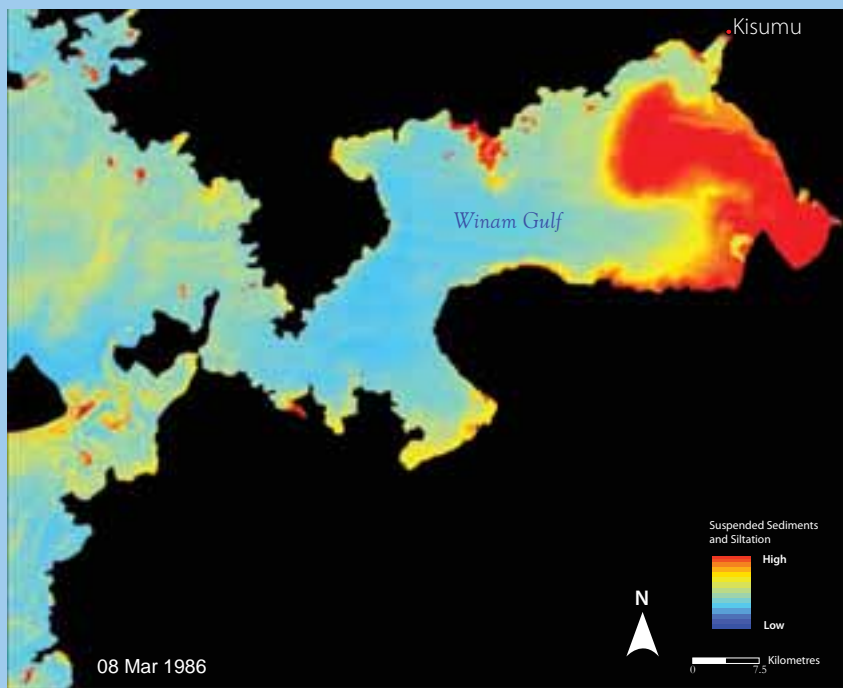 Kisumu
Winam Gulf
Suspended Sediments
and Siltation
High
Low
N
Kilometres
0 7.5
08 Mar 1986